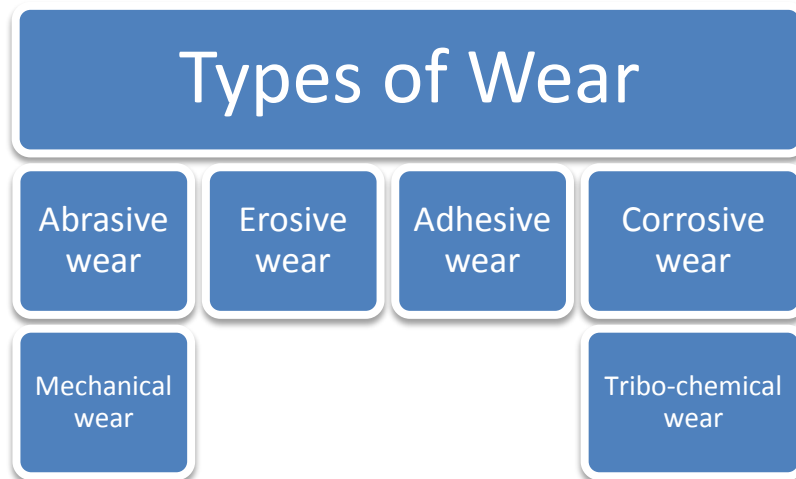 Types of Wear
Abrasive
wear
Erosive
wear
Adhesive
wear
Corrosive
wear
Mechanical
wear
Tribo-chemical
wear